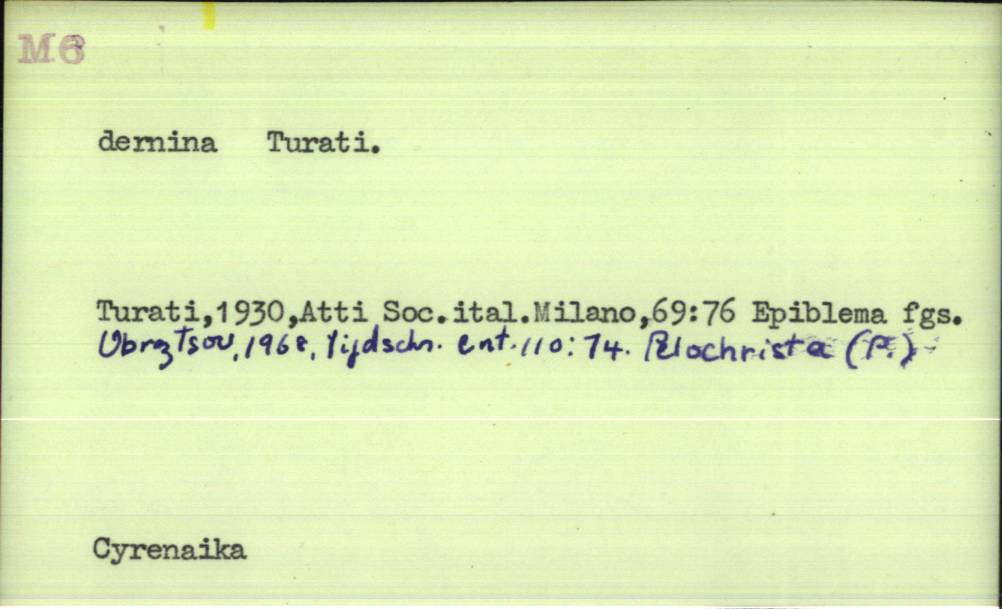 M6
dernina Turati.
Turati,1930,Atti Soc.ital.Milano,69:76 Epiblema fgs.
Obraztsov, 1968, Tijdschr. Ent. 110: 74. Pelochrista (P.)
Cyrenaika